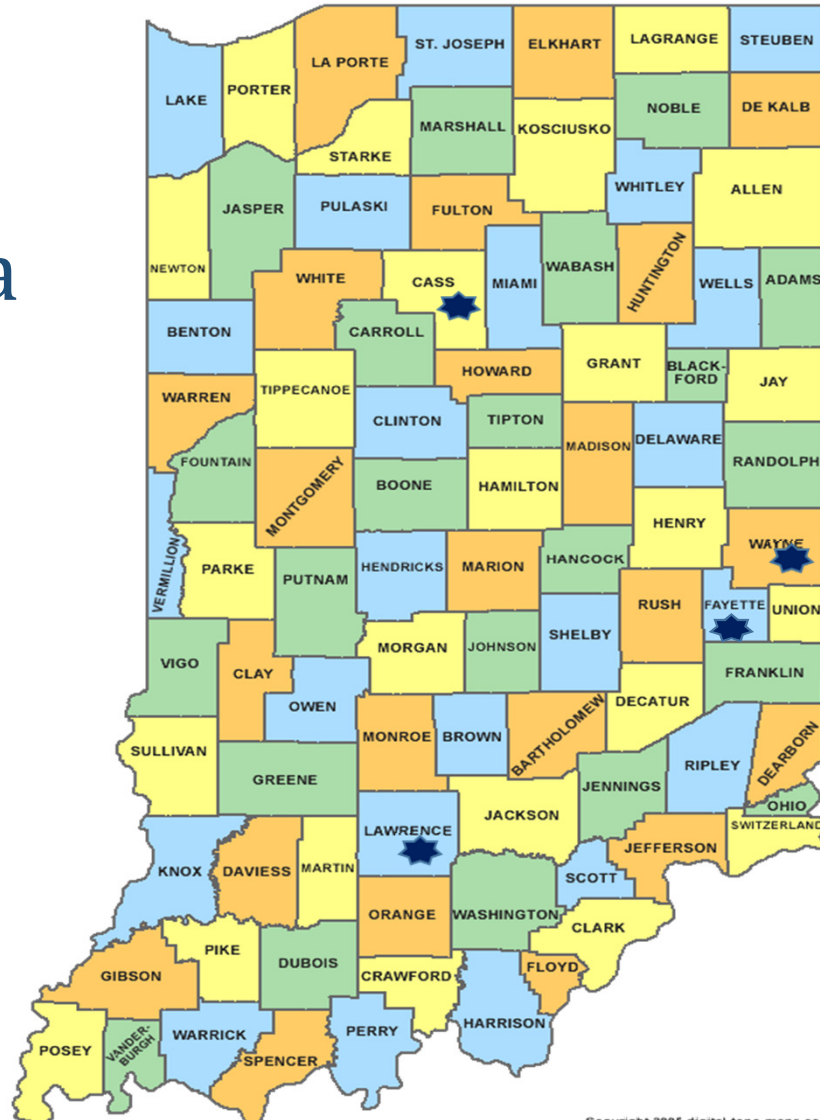 a
ST. JOSEPH
ELKHART
LAGRANGE
STEUBEN
LA PORTE
LAKE
PORTER
MARSHALL
KOSCIUSKO
NOBLE
DE KALB
STARKE
WHITLEY
ALLEN
JASPER
PULASKI
FULTON
NEWTON
WHITE
CASS
MIAMI
WABASH
HUNTINGTON
WELLS
ADAMS
BENTON
CARROLL
HOWARD
GRANT
BLACK-
FORD
JAY
WARREN
TIPPECANOE
CLINTON
TIPTON
MADISON
DELAWARE
RANDOLPH
FOUNTAIN
MONTGOMERY
BOONE
HAMILTON
HENRY
WAYNE
VERMILLION
PARKE
PUTNAM
HENDRICKS
MARION
HANCOCK
RUSH
FAYETTE
UNION
VIGO
CLAY
OWEN
MORGAN
JOHNSON
SHELBY
FRANKLIN
DECATUR
SULLIVAN
GREENE
MONROE
BROWN
BARTHOLOMEW
JENNINGS
RIPLEY
DEARBORN
OHIO
SWITZERLAND
KNOX
DAVIESS
MARTIN
LAWRENCE
JACKSON
JEFFERSON
SCOTT
ORANGE
WASHINGTON
CLARK
GIBSON
PIKE
DUBOIS
CRAWFORD
FLOYD
HARRISON
POSEY
VANDER-
BURGH
WARRICK
SPENCER
PERRY